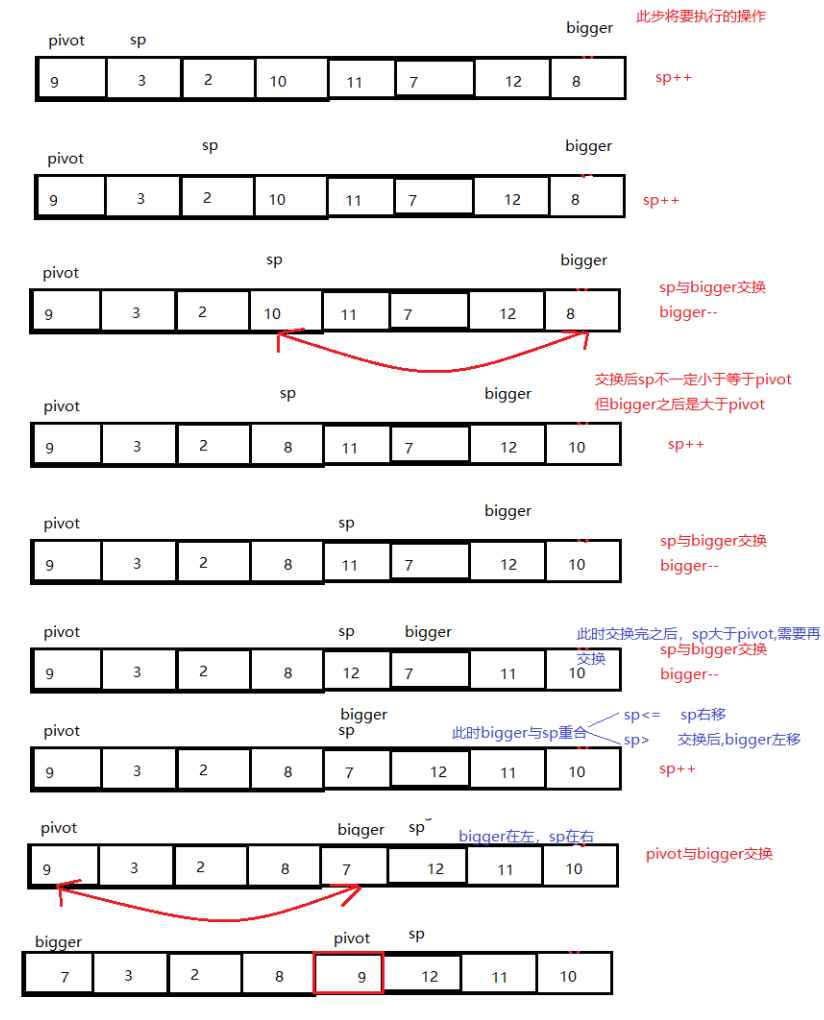 此步将要执行的操作
pivot sp bigger
9 3 2 10 11 7 12 8 sp++
pivot sp bigger
9 3 2 10 11 7 12 8 sp++
pivot sp bigger
9 3 2 10 11 7 12 8
sp与bigger交换
bigger--
交换后sp不一定小于等于pivot
但bigger之后是大于pivot
pivot sp bigger
9 3 2 8 11 7 12 10 sp++
pivot sp bigger
9 3 2 8 11 7 12 10
sp与bigger交换
bigger--
pivot sp bigger
此时交换完之后，sp大于pivot,需要再
交换
sp与bigger交换
9 3 2 8 12 7 11 10 bigger--
bigger
pivot sp
此时bigger与sp重合
sp<= sp右移
sp> 交换后,bigger左移
9 3 2 8 7 12 11 10 sp++
pivot bigger sp
bigger在左，sp在右
9 3 2 8 7 12 11 10 pivot与bigger交换
bigger pivot sp
7 3 2 8 9 12 11 10